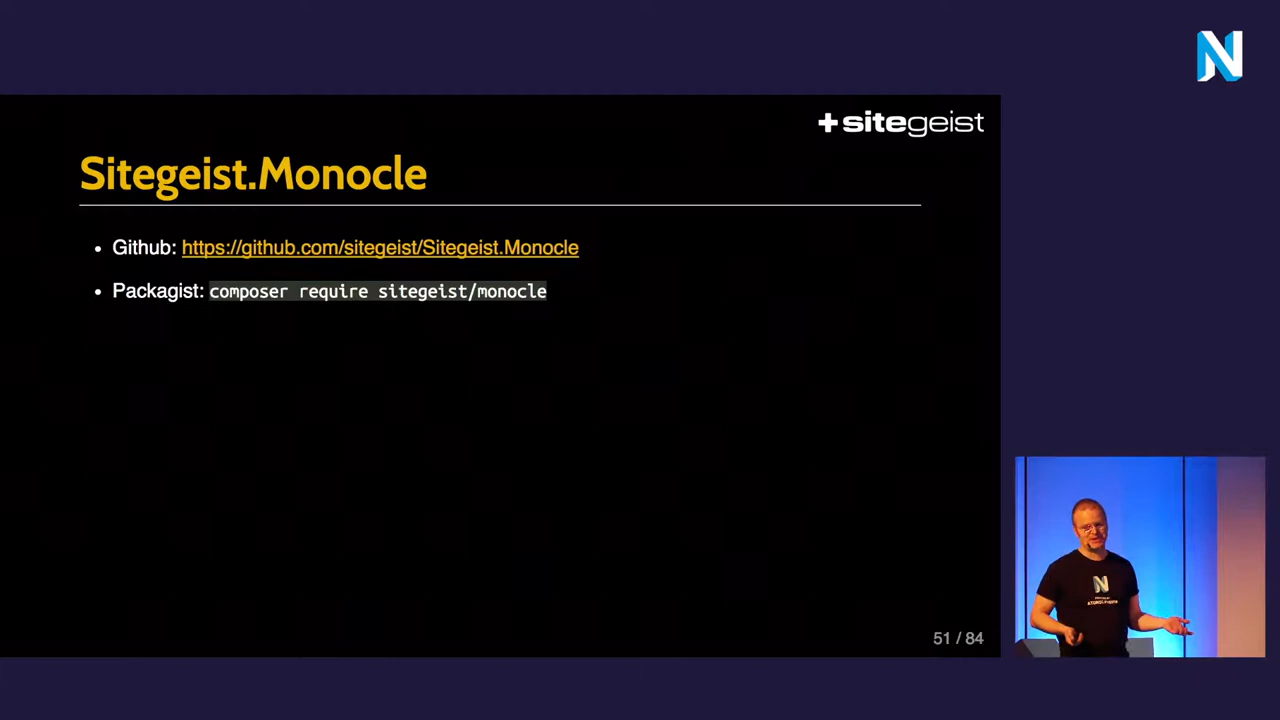 +sitegeist
Sitegeist.Monocle
• Github: https://github.com/sitegeist/Sitegeist.Monocle
• Packagist: composer require sitegeist/monocle
51 / 84
N